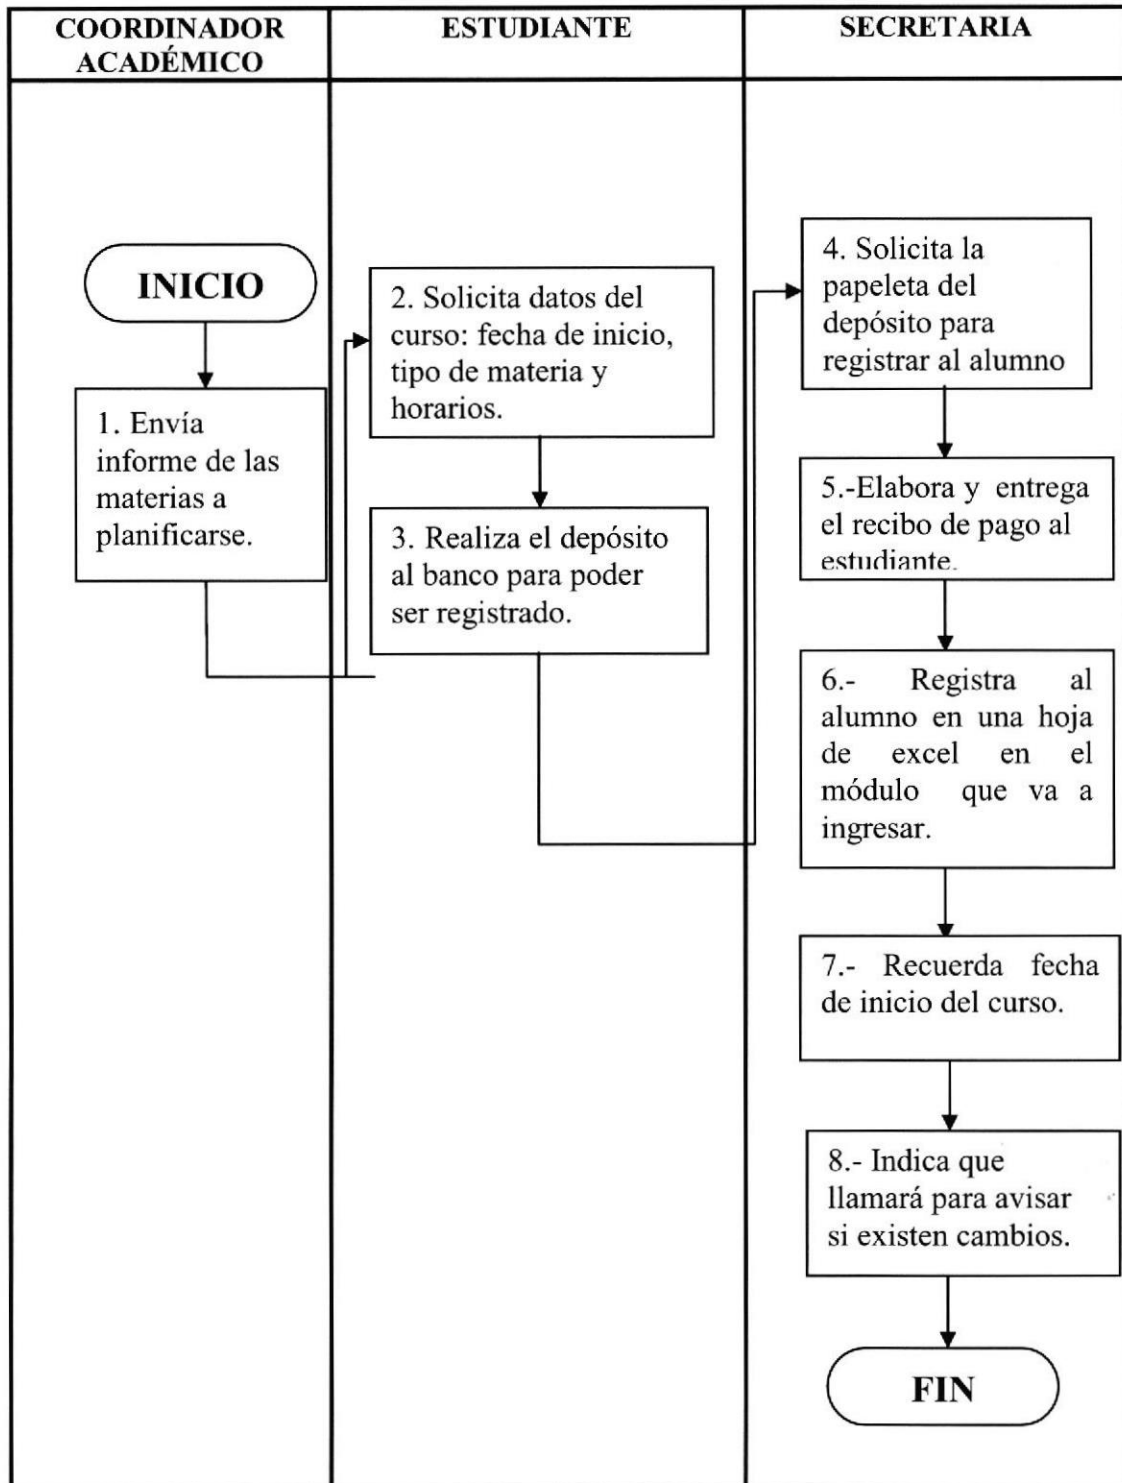 COORDINADOR
ACADÉMICO
ESTUDIANTE
SECRETARIA
INICIO
1. Envía
informe de las
materias a
planificarse.
2. Solicita datos del
curso: fecha de inicio,
tipo de materia y
horarios.
3. Realiza el depósito
al banco para poder
ser registrado.
4. Solicita la
papeleta del
depósito para
registrar al alumno
5.-Elabora y entrega
el recibo de pago al
estudiante.
6.- Registra al
alumno en una hoja
de excel en el
módulo que va a
ingresar.
7.- Recuerda fecha
de inicio del curso.
8.- Indica que
llamará para avisar
si existen cambios.
FIN